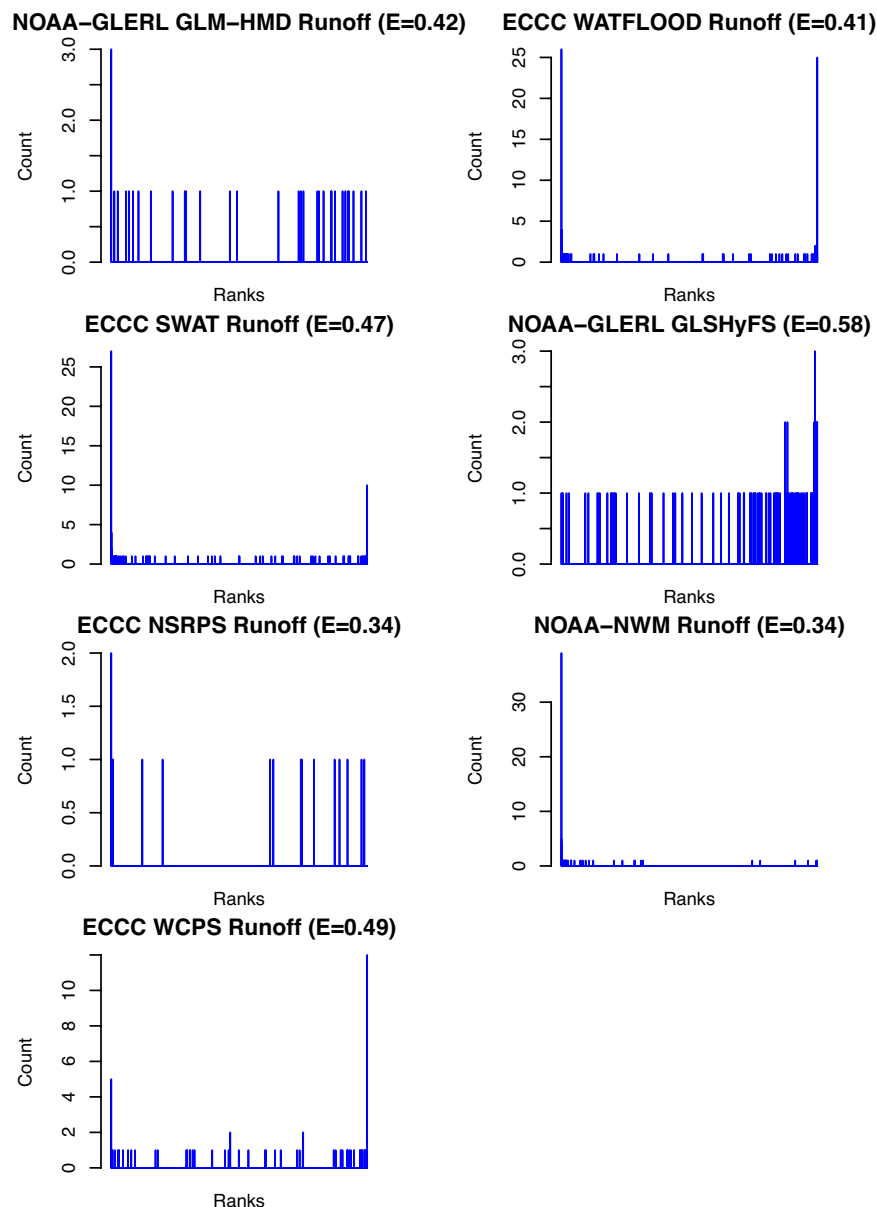 NOAA−GLERL GLM−HMD Runoff (E=0.42)
Count
0.0
1.0
2.0
3.0
Ranks
ECCC WATFLOOD Runoff (E=0.41)
Count
0
5
10
15
20
25
Ranks
ECCC SWAT Runoff (E=0.47)
Count
0
5
10
15
20
25
Ranks
NOAA−GLERL GLSHyFS (E=0.58)
Count
0.0
1.0
2.0
3.0
Ranks
ECCC NSRPS Runoff (E=0.34)
Count
0.0
0.5
1.0
1.5
2.0
Ranks
NOAA−NWM Runoff (E=0.34)
Count
0
10
20
30
Ranks
ECCC WCPS Runoff (E=0.49)
Count
0
2
4
6
8
10
Ranks